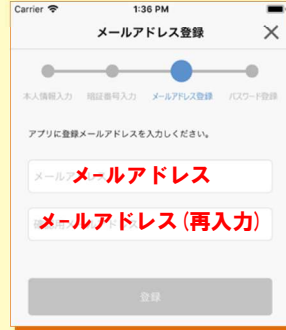 Carrier 1:36 PM
メールアドレス登録
本人情報入力 暗証番号入力 メールアドレス登録 パスワード登録
アプリに登録メールアドレスを入力しください。
メールアドレス
メールアドレス(再入力)
登録